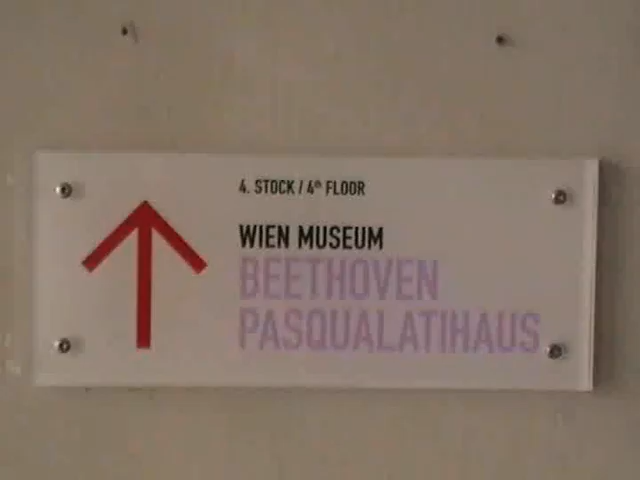 4. STOCK / 4th FLOOR
WIEN MUSEUM
BEETHOVEN
PASQUALATIHAUS